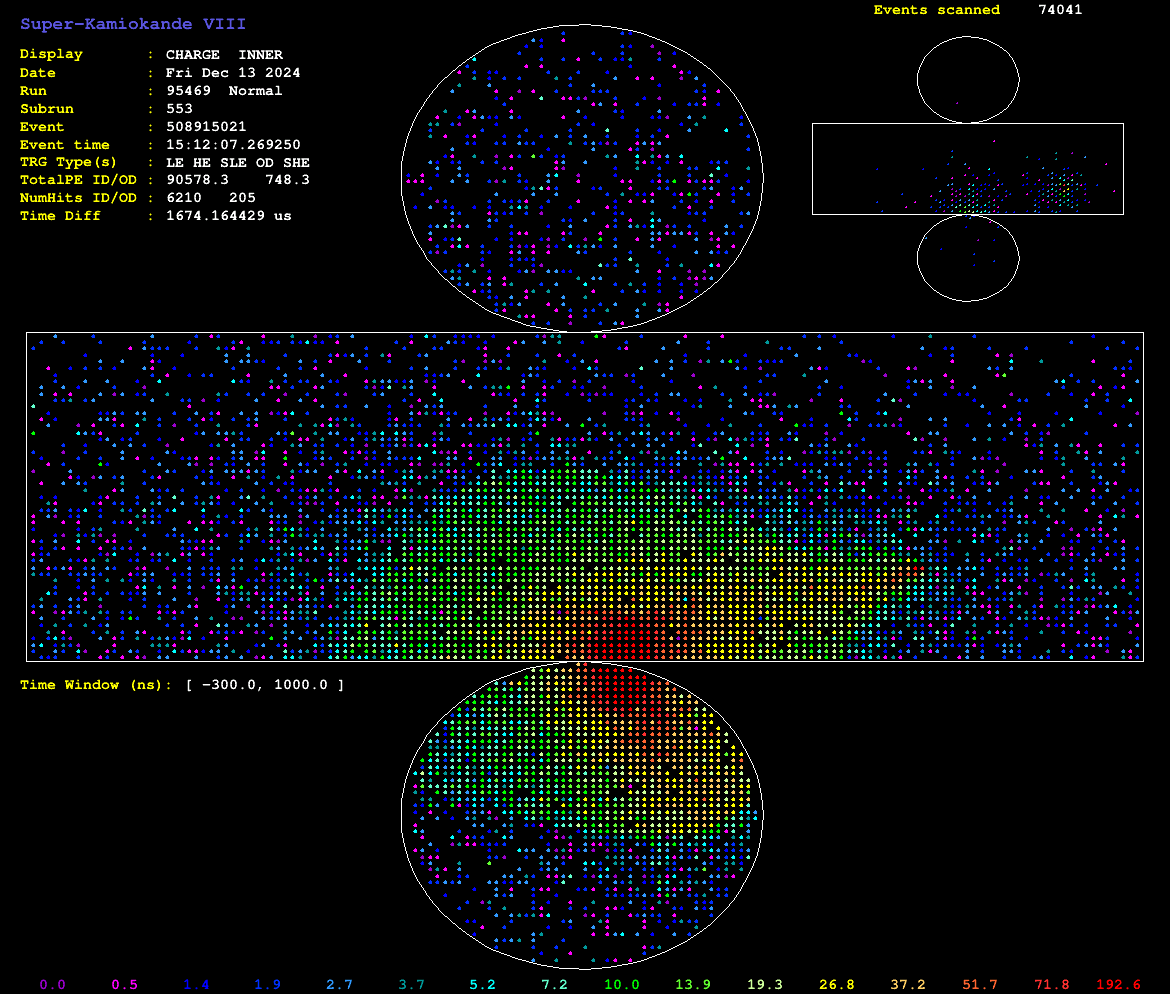 Super-Kamiokande VIII
Events scanned 74041
Display : CHARGE INNER
Date : Fri Dec 13 2024
Run : 95469 Normal
Subrun : 553
Event : 508915021
Event time : 15:12:07.269250
TRG Type(s) : LE HE SLE OD SHE
TotalPE ID/OD : 90578.3 748.3
NumHits ID/OD : 6210 205
Time Diff : 1674.164429 us
Time Window (ns): [ -300.0, 1000.0 ]
0.0 0.5 1.4 1.9 2.7 3.7 5.2 7.2 10.0 13.9 19.3 26.8 37.2 51.7 71.8 192.6